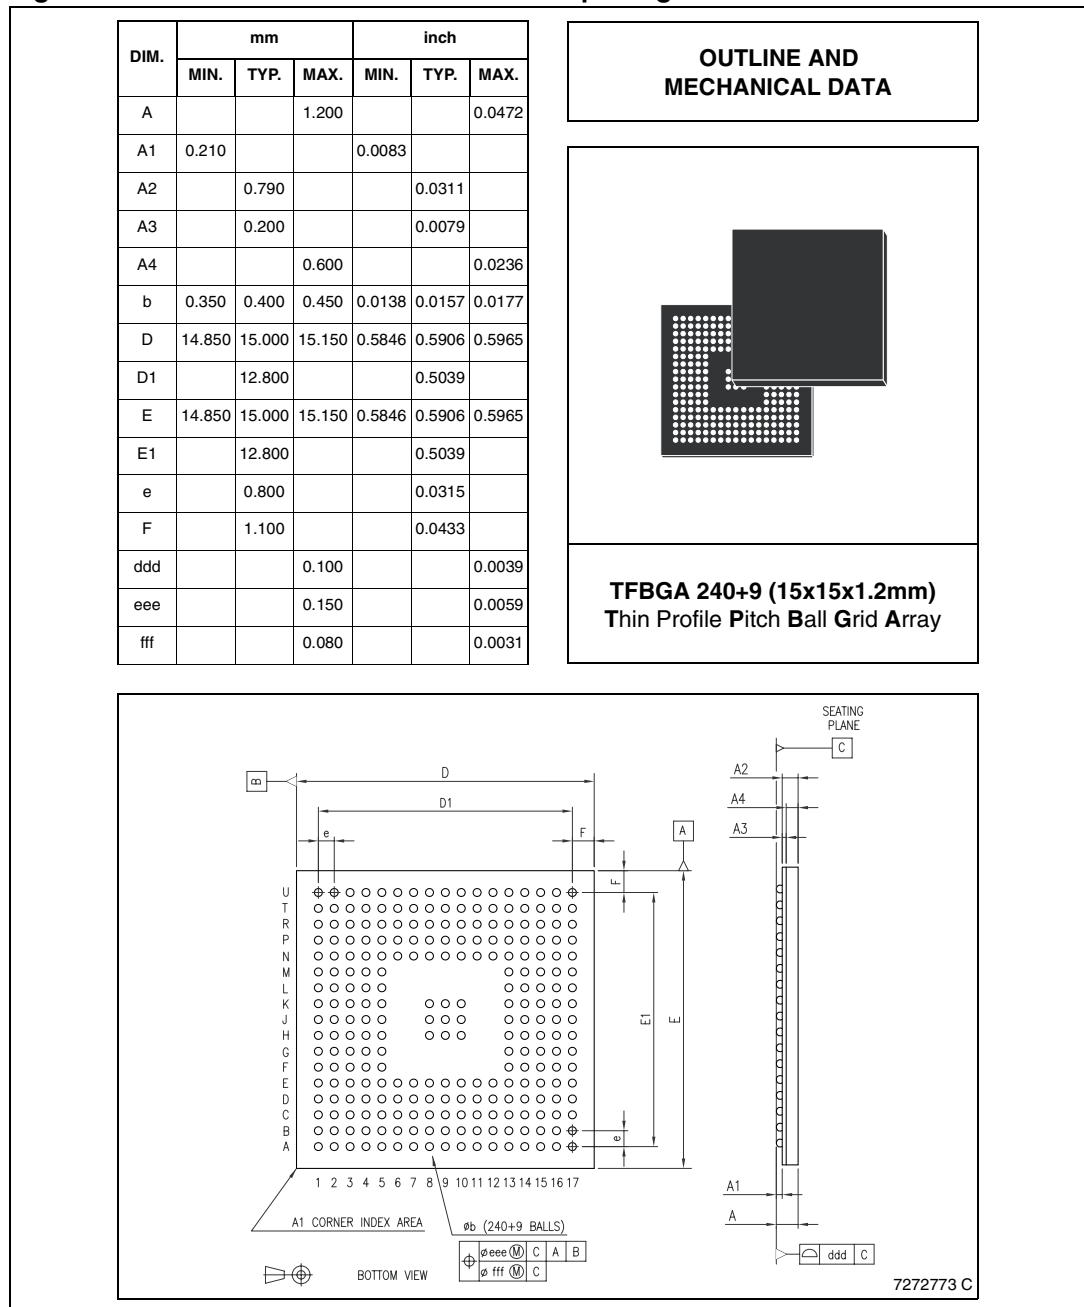 DIM. mm inch
MIN. TYP. MAX. MIN. TYP. MAX.
A 1.200 0.0472
A1 0.210 0.0083
A2 0.790 0.0311
A3 0.200 0.0079
A4 0.600 0.0236
b 0.350 0.400 0.450 0.0138 0.0157 0.0177
D 14.850 15.000 15.150 0.5846 0.5906 0.5965
D1 12.800 0.5039
E 14.850 15.000 15.150 0.5846 0.5906 0.5965
E1 12.800 0.5039
e 0.800 0.0315
F 1.100 0.0433
ddd 0.100 0.0039
eee 0.150 0.0059
fff 0.080 0.0031
OUTLINE AND
MECHANICAL DATA
TFBGA 240+9 (15x15x1.2mm)
Thin Profile Pitch Ball Grid Array
SEATING
PLANE
C
B
D
D1
e
F
A
F
A2
A4
A3
U
T
R
P
N
M
L
K
J
H
G
F
E
D
C
B
A
E1
E
e
1 2 3 4 5 6 7 8 9 10 11 12 13 14 15 16 17
A1
A
A1 CORNER INDEX AREA
øb (240+9 BALLS)
ø eee Ⓜ C A B
ø fff Ⓜ C
ddd C
BOTTOM VIEW
7272773 C